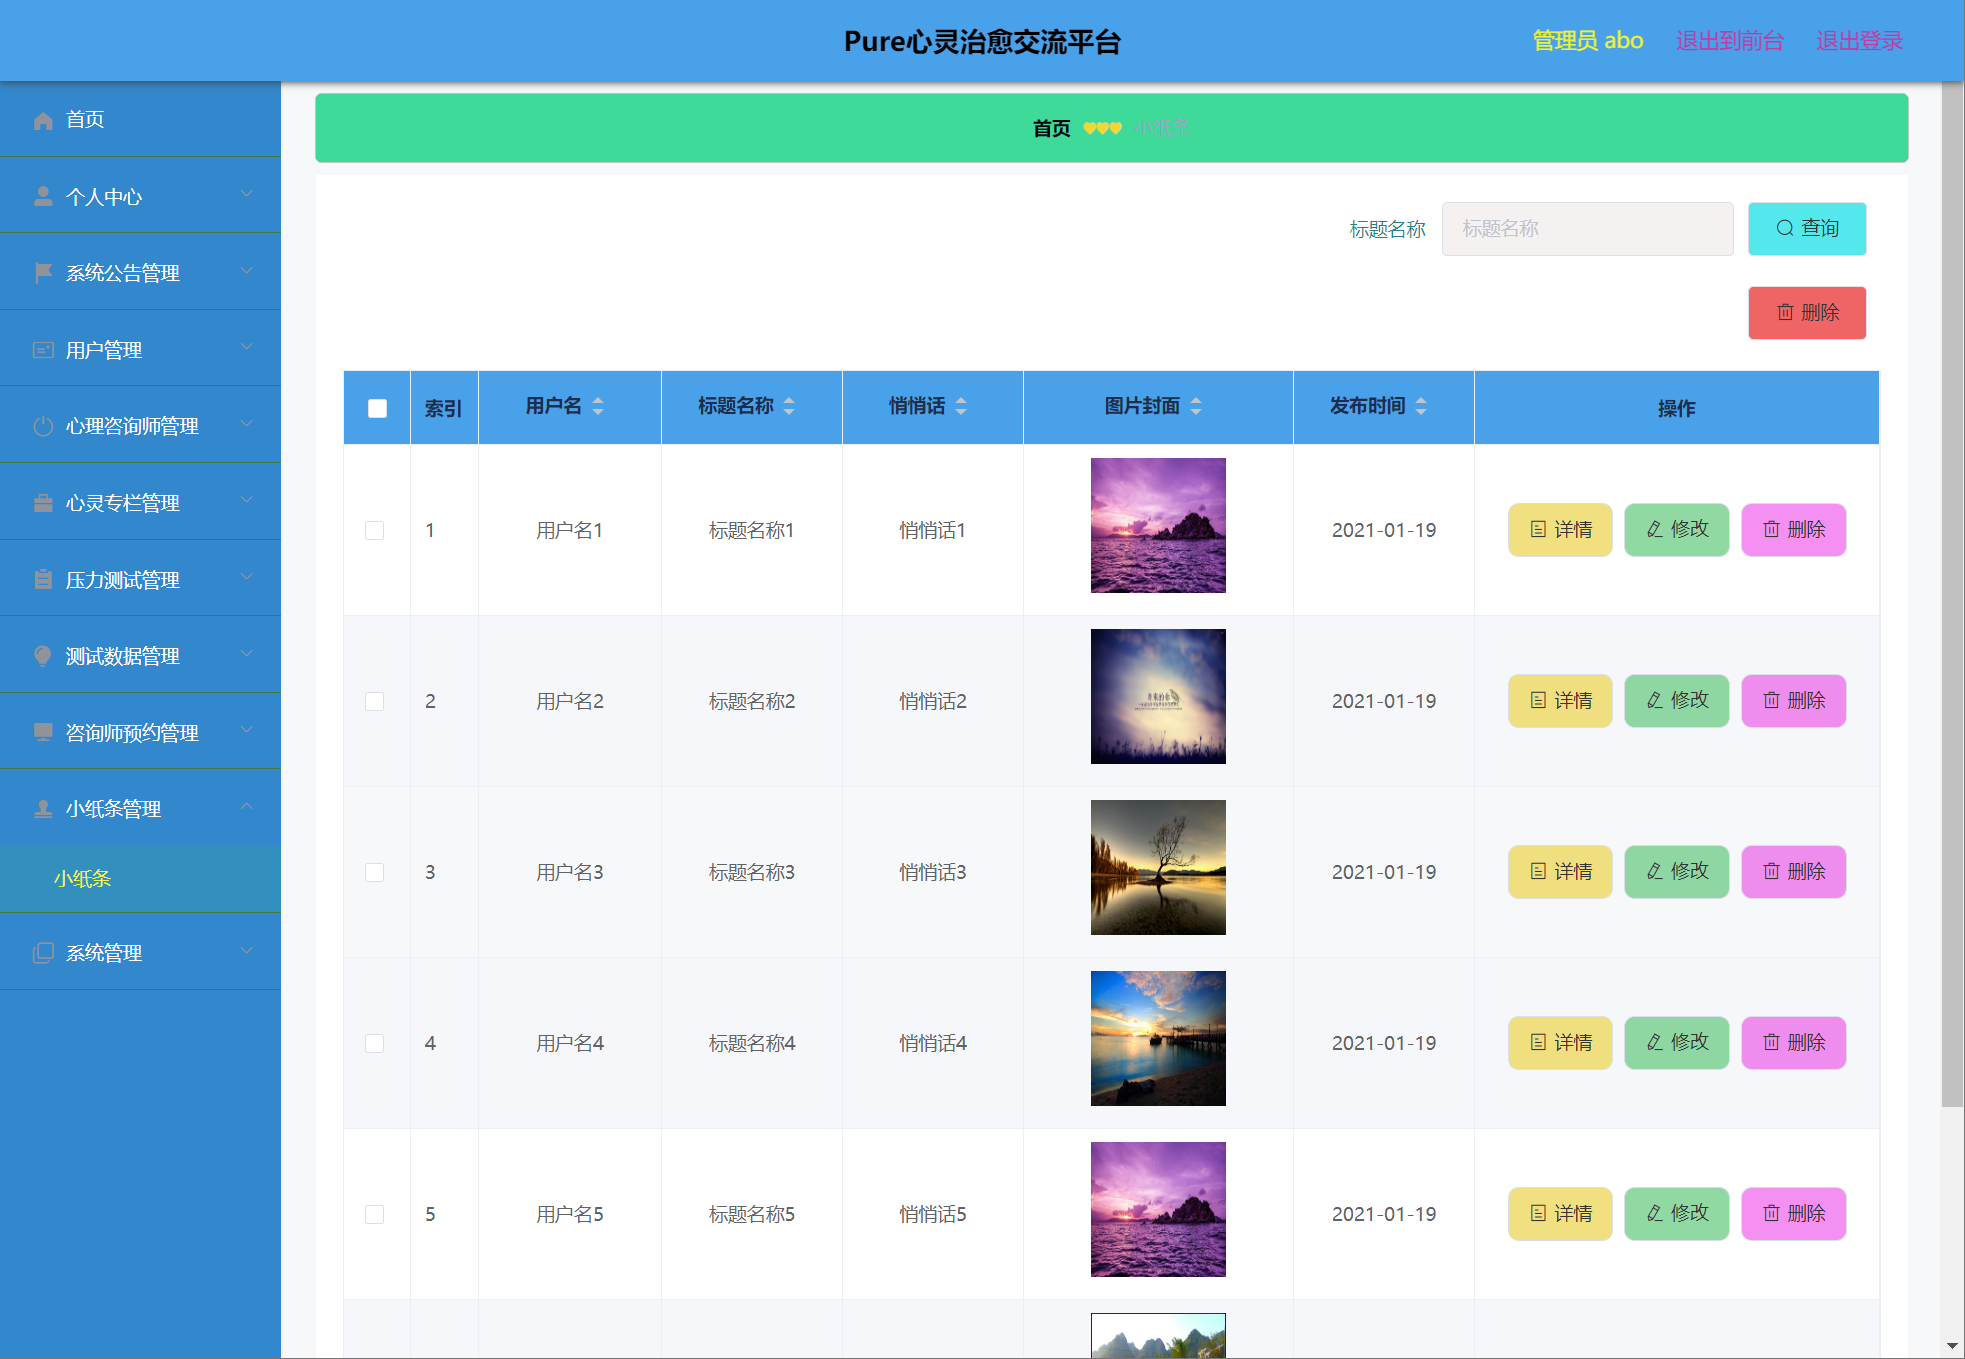 Pure心灵治愈交流平台
管理员 abo 退出到前台 退出登录
首页
个人中心
系统公告管理
用户管理
心理咨询师管理
心灵专栏管理
压力测试管理
测试数据管理
咨询师预约管理
小纸条管理
小纸条
系统管理
首页 小纸条
标题名称 标题名称 查询
删除
索引 用户名 标题名称 悄悄话 图片封面 发布时间 操作
1 用户名1 标题名称1 悄悄话1 2021-01-19 详情 修改 删除
2 用户名2 标题名称2 悄悄话2 2021-01-19 详情 修改 删除
3 用户名3 标题名称3 悄悄话3 2021-01-19 详情 修改 删除
4 用户名4 标题名称4 悄悄话4 2021-01-19 详情 修改 删除
5 用户名5 标题名称5 悄悄话5 2021-01-19 详情 修改 删除